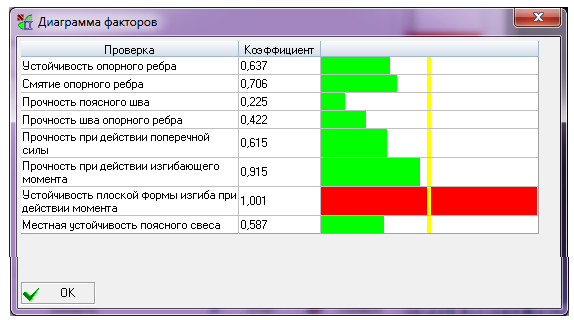 Диаграмма факторов
Проверка Коэффициент
Устойчивость опорного ребра 0,637
Смятие опорного ребра 0,706
Прочность поясного шва 0,225
Прочность шва опорного ребра 0,422
Прочность при действии поперечной
силы 0,615
Прочность при действии изгибающего
момента 0,915
Устойчивость плоской формы изгиба при
действии момента 1,001
Местная устойчивость поясного свеса 0,587
OK